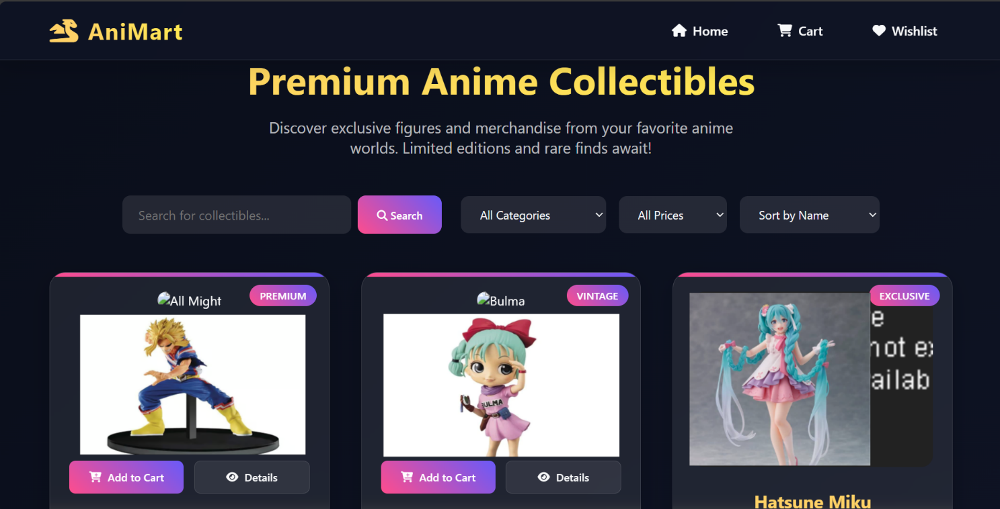 AniMart
Home
Cart
Wishlist
Premium Anime Collectibles
Discover exclusive figures and merchandise from your favorite anime
worlds. Limited editions and rare finds await!
Search for collectibles...
Search
All Categories
All Prices
Sort by Name
All Might
PREMIUM
Bulma
VINTAGE
EXCLUSIVE
e
not ex
ailab
BULMA
Add to Cart
Details
Add to Cart
Details
Hatsune Miku